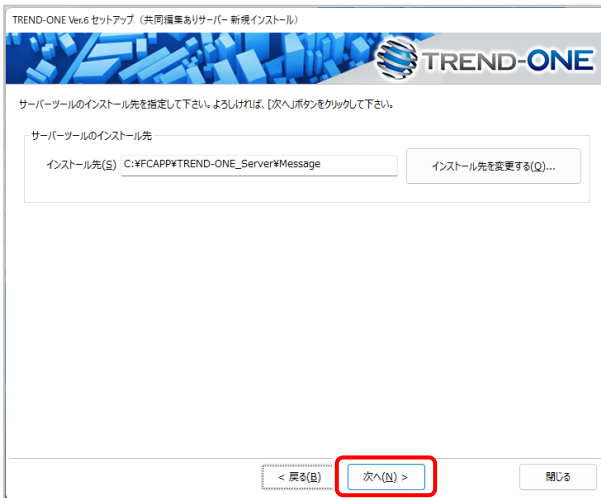 TREND-ONE Ver.6 セットアップ（共同編集ありサーバー 新規インストール）
TREND-ONE
サーバーツールのインストール先を指定して下さい。よろしければ、[次へ]ボタンをクリックして下さい。
サーバーツールのインストール先
インストール先(S) C:¥FCAPP¥TREND-ONE_Server¥Message インストール先を変更する(Q)...
< 戻る(B) 次へ(N) > 閉じる